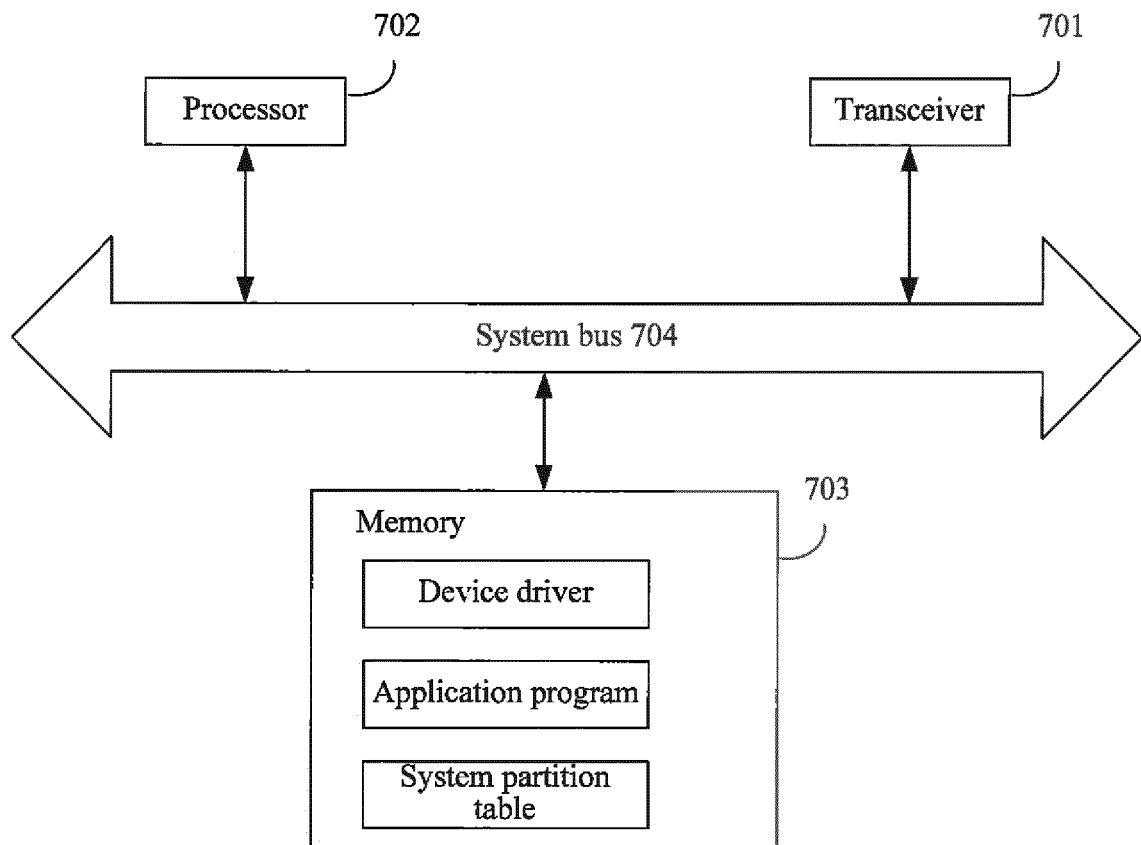 702
701
Processor
Transceiver
System bus 704
703
Memory
Device driver
Application program
System partition
table